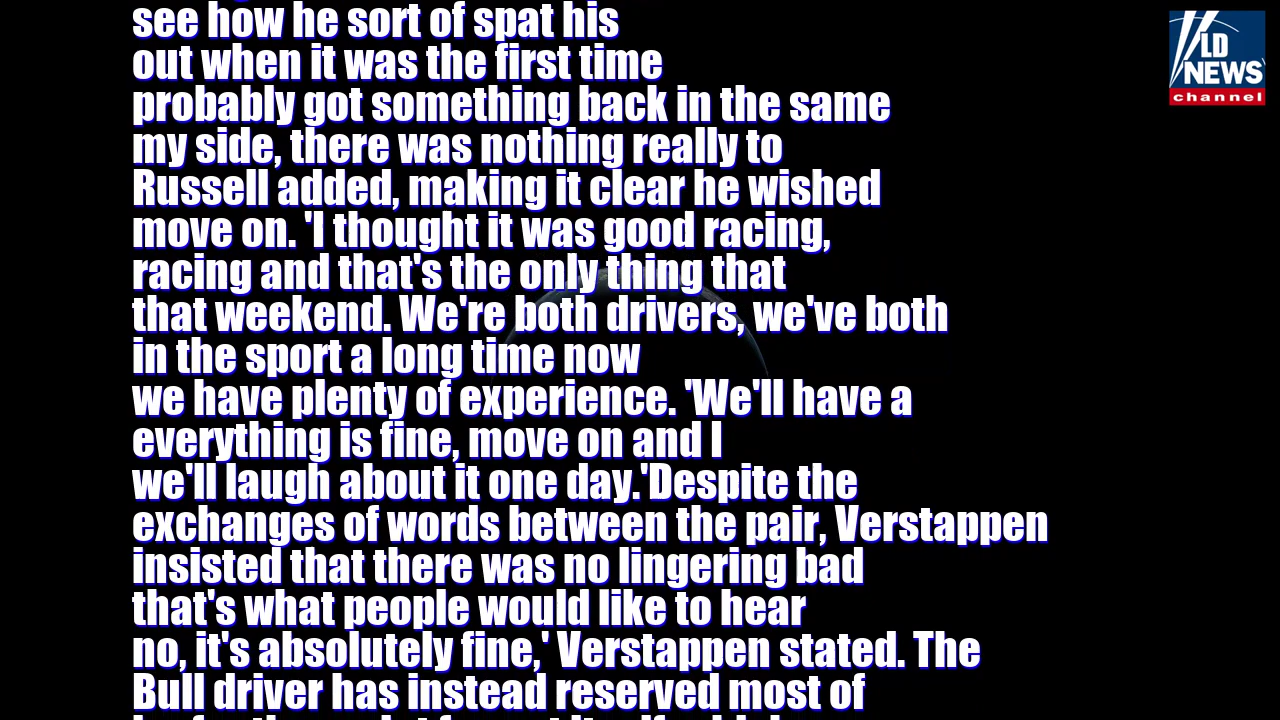 see how he sort of spat his
out when it was the first time
probably got something back in the same
my side, there was nothing really to
Russell added, making it clear he wished
move on. 'I thought it was good racing,
racing and that's the only thing that
that weekend. We're both drivers, we've both
in the sport a long time now
we have plenty of experience. 'We'll have a
everything is fine, move on and I
we'll laugh about it one day.'Despite the
exchanges of words between the pair, Verstappen
insisted that there was no lingering bad
that's what people would like to hear
no, it's absolutely fine,' Verstappen stated. The
Bull driver has instead reserved most of
LD
NEWS
channel